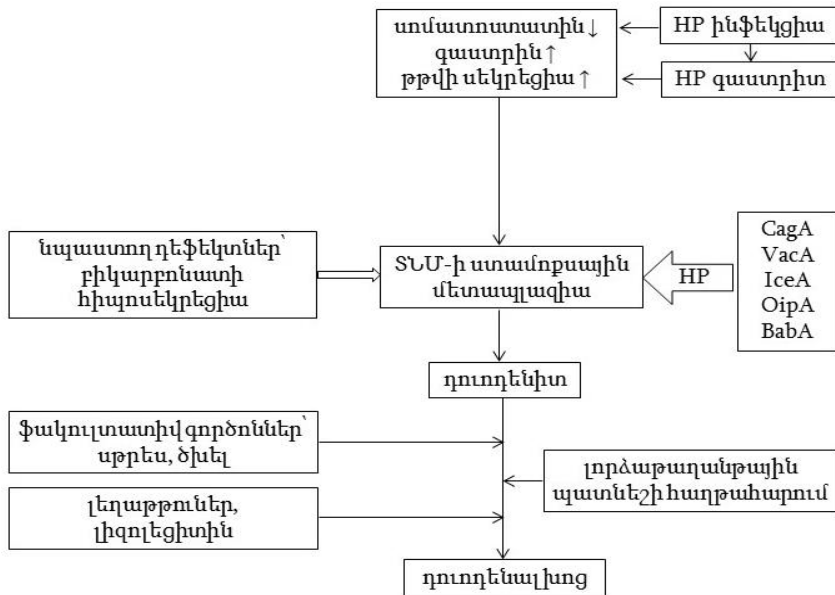 սոմատոստատին↓
գաստրին↑
թթվի սեկրեցիա↑
HP ինֆեկցիա
HP գաստրիտ
նպաստող դեֆեկտներ՝
բիկարբոնատի
հիպոսեկրեցիա
ՏՆՄ-ի ստամոքսային
մետապլազիա
HP
CagA
VacA
IceA
OipA
BabA
դուոդենիտ
ֆակուլտատիվ գործոններ՝
սթրես, ծխել
լորձաթաղանթային
պատնեշի հաղթահարում
լեղաթթուներ,
լիզոլեցիտին
դուոդենալ խոց